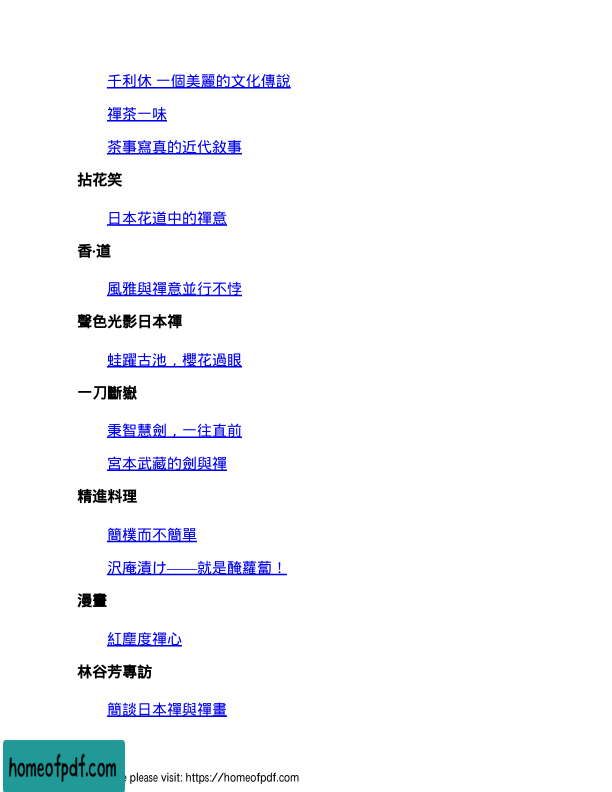 千利休 一個美麗的文化傳說
禪茶一味
茶事寫真的近代敘事
拈花笑
日本花道中的禪意
香·道
風雅與禪意並行不悖
聲色光影日本禪
蛙躍古池，櫻花過眼
一刀斷嶽
秉智慧劍，一往直前
宮本武藏的劍與禪
精進料理
簡樸而不簡單
沢庵漬け——就是醃蘿蔔！
漫畫
紅塵度禪心
林谷芳專訪
簡談日本禪與禪畫
homeofpdf.com
e please visit: https://homeofpdf.com